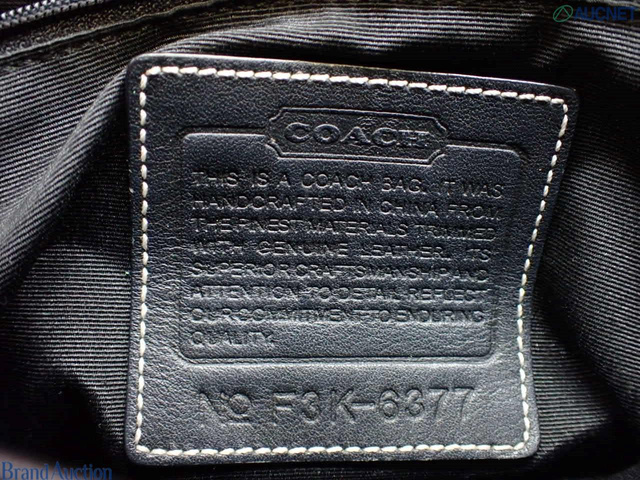 AUCNET
COACH
THIS IS A COACH BAG. IT WAS
HANDCRAFTED IN CHINA FROM
THE FINEST MATERIALS TRIMMED
WITH GENUINE LEATHER. ITS
SUPERIOR CRAFTSMANSHIP AND
ATTENTION TO DETAIL REFLECT
OUR COMMITMENT TO ENDURING
QUALITY.
NO F3K-6377
Brand Auction